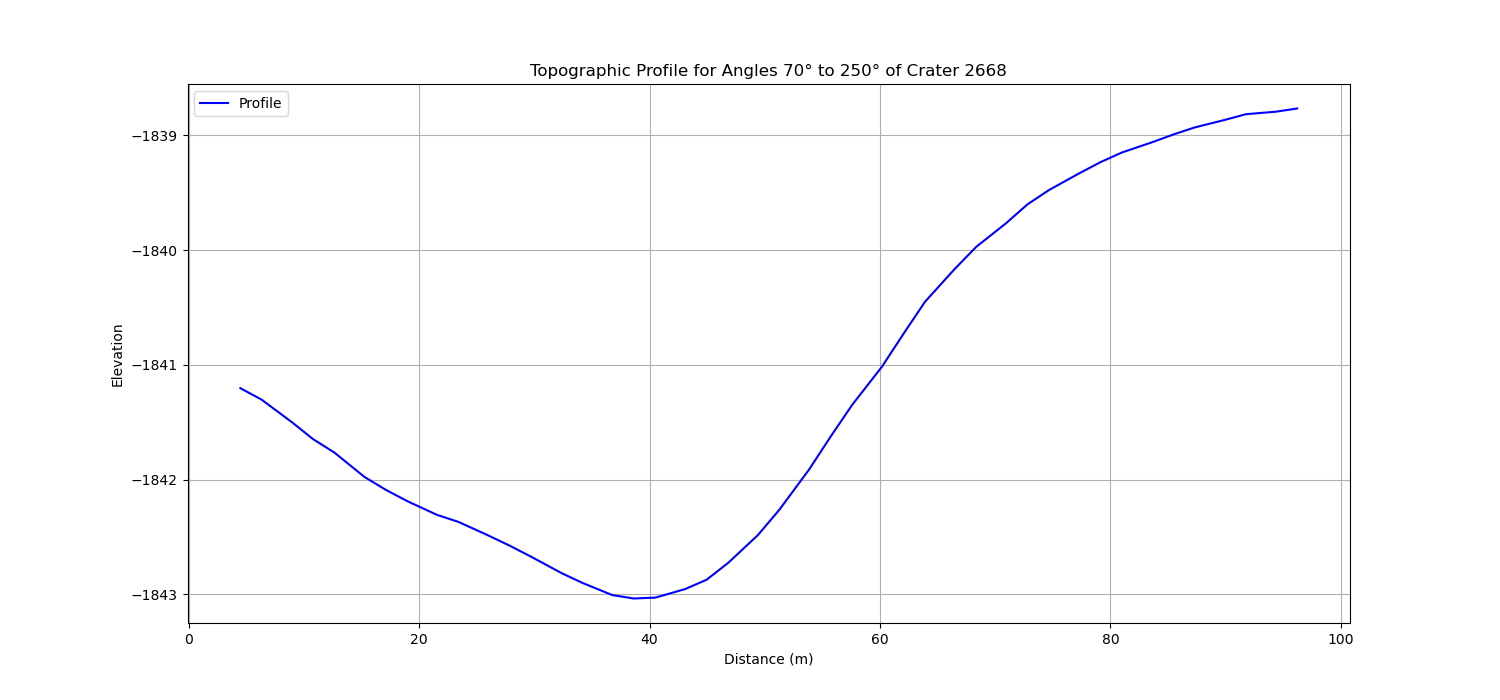 Topographic Profile for Angles 70° to 250° of Crater 2668
Profile
−1839
−1840
−1841
−1842
−1843
Elevation
0 20 40 60 80 100
Distance (m)